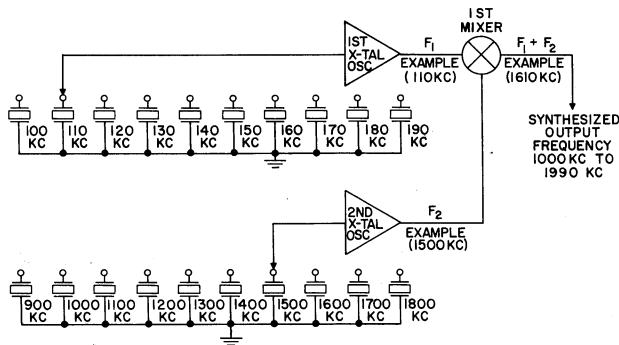 1ST
MIXER
1ST
X-TAL
OSC
F1
EXAMPLE
(110KC)
F1 + F2
EXAMPLE
(1610KC)
100
KC
110
KC
120
KC
130
KC
140
KC
150
KC
160
KC
170
KC
180
KC
190
KC
SYNTHESIZED
OUTPUT
FREQUENCY
1000KC TO
1990 KC
2ND
X-TAL
OSC
F2
EXAMPLE
(1500KC)
900
KC
1000
KC
1100
KC
1200
KC
1300
KC
1400
KC
1500
KC
1600
KC
1700
KC
1800
KC